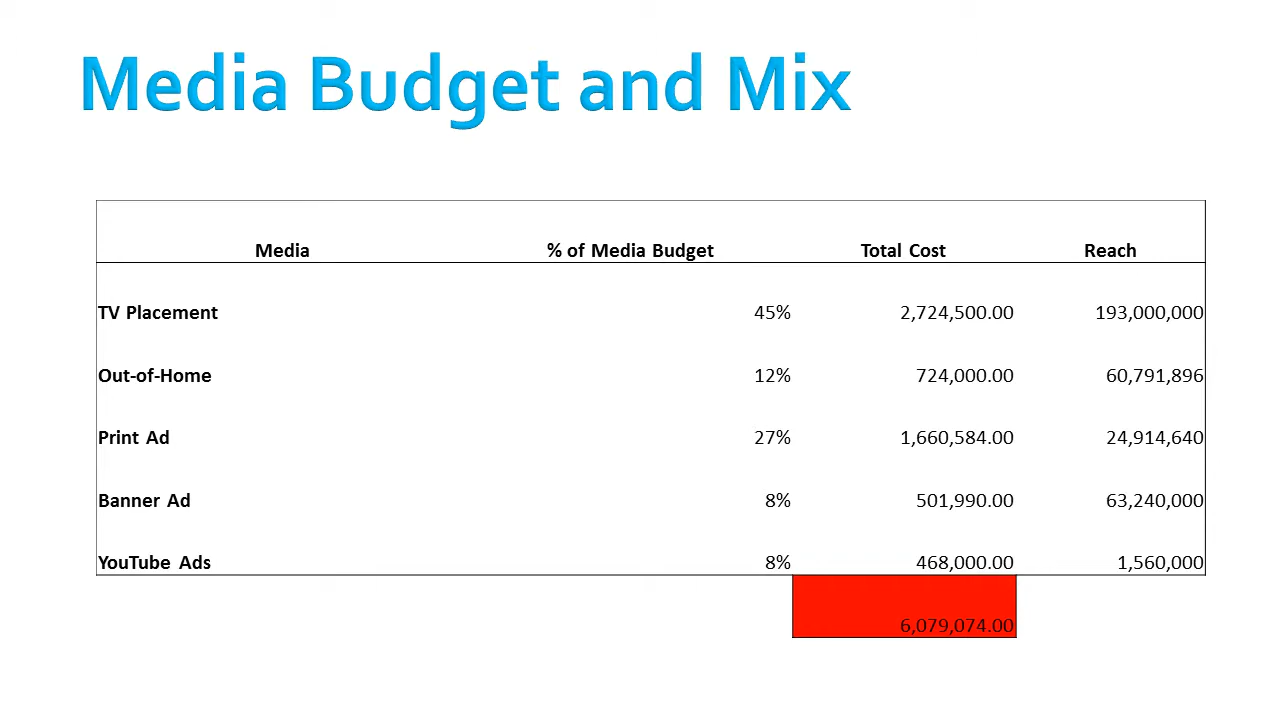 Media Budget and Mix
Media % of Media Budget Total Cost Reach
TV Placement 45% 2,724,500.00 193,000,000
Out-of-Home 12% 724,000.00 60,791,896
Print Ad 27% 1,660,584.00 24,914,640
Banner Ad 8% 501,990.00 63,240,000
YouTube Ads 8% 468,000.00 1,560,000
6,079,074.00